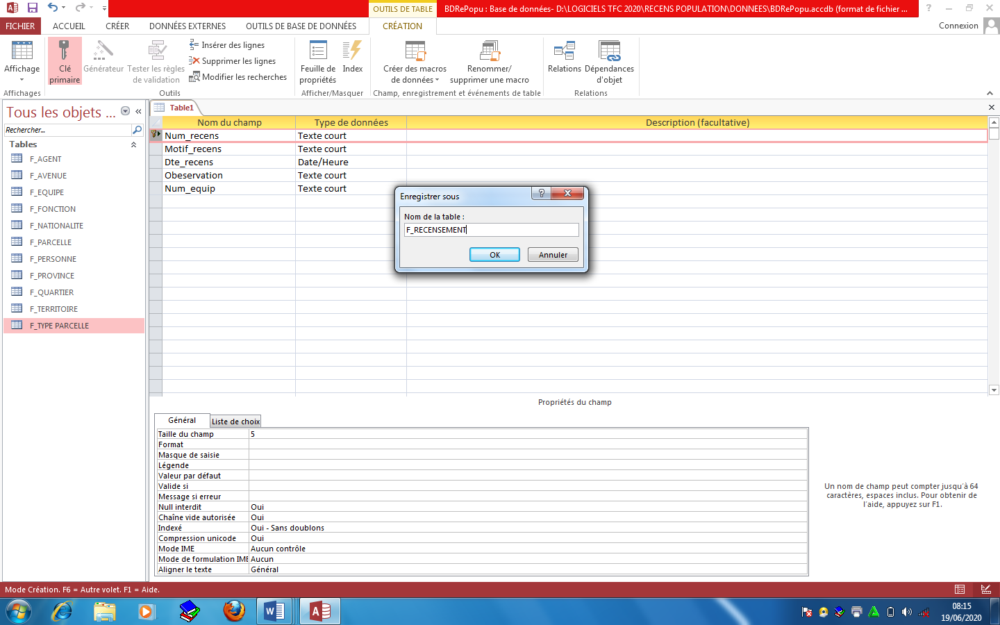 OUTILS DE TABLE
BDRePopu : Base de données- D:\LOGICIELS TFC 2020\RECENS POPULATION\DONNEES\BDRePopu.accdb (format de fichier ...
FICHIER ACCUEIL CRÉER DONNÉES EXTERNES OUTILS DE BASE DE DONNÉES CRÉATION Connexion
Affichage
Clé primaire
Générateur
Tester les règles de validation
Insérer des lignes
Supprimer les lignes
Modifier les recherches
Feuille de propriétés
Index
Créer des macros de données
Renommer/ supprimer une macro
Relations
Dépendances d'objet
Affichages Outils Afficher/Masquer Champ, enregistrement et événements de table Relations
Tous les objets ...
Rechercher...
Tables
F_AGENT
F_AVENUE
F_EQUIPE
F_FONCTION
F_NATIONALITE
F_PARCELLE
F_PERSONNE
F_PROVINCE
F_QUARTIER
F_TERRITOIRE
F_TYPE PARCELLE
Table1
Nom du champ Type de données Description (facultative)
Num_recens Texte court
Motif_recens Texte court
Dte_recens Date/Heure
Obeservation Texte court
Num_equip Texte court
Enregistrer sous
Nom de la table :
F_RECENSEMENT
OK Annuler
Propriétés du champ
Général Liste de choix
Taille du champ 5
Format
Masque de saisie
Légende
Valeur par défaut
Valide si
Message si erreur
Null interdit Oui
Chaîne vide autorisée Oui
Indexé Oui - Sans doublons
Compression unicode Oui
Mode IME Aucun contrôle
Mode de formulation IME Aucun
Aligner le texte Général
Un nom de champ peut compter jusqu'à 64
caractères, espaces inclus. Pour obtenir de
l'aide, appuyez sur F1.
Mode Création. F6 = Autre volet. F1 = Aide.
08:15
19/06/2020